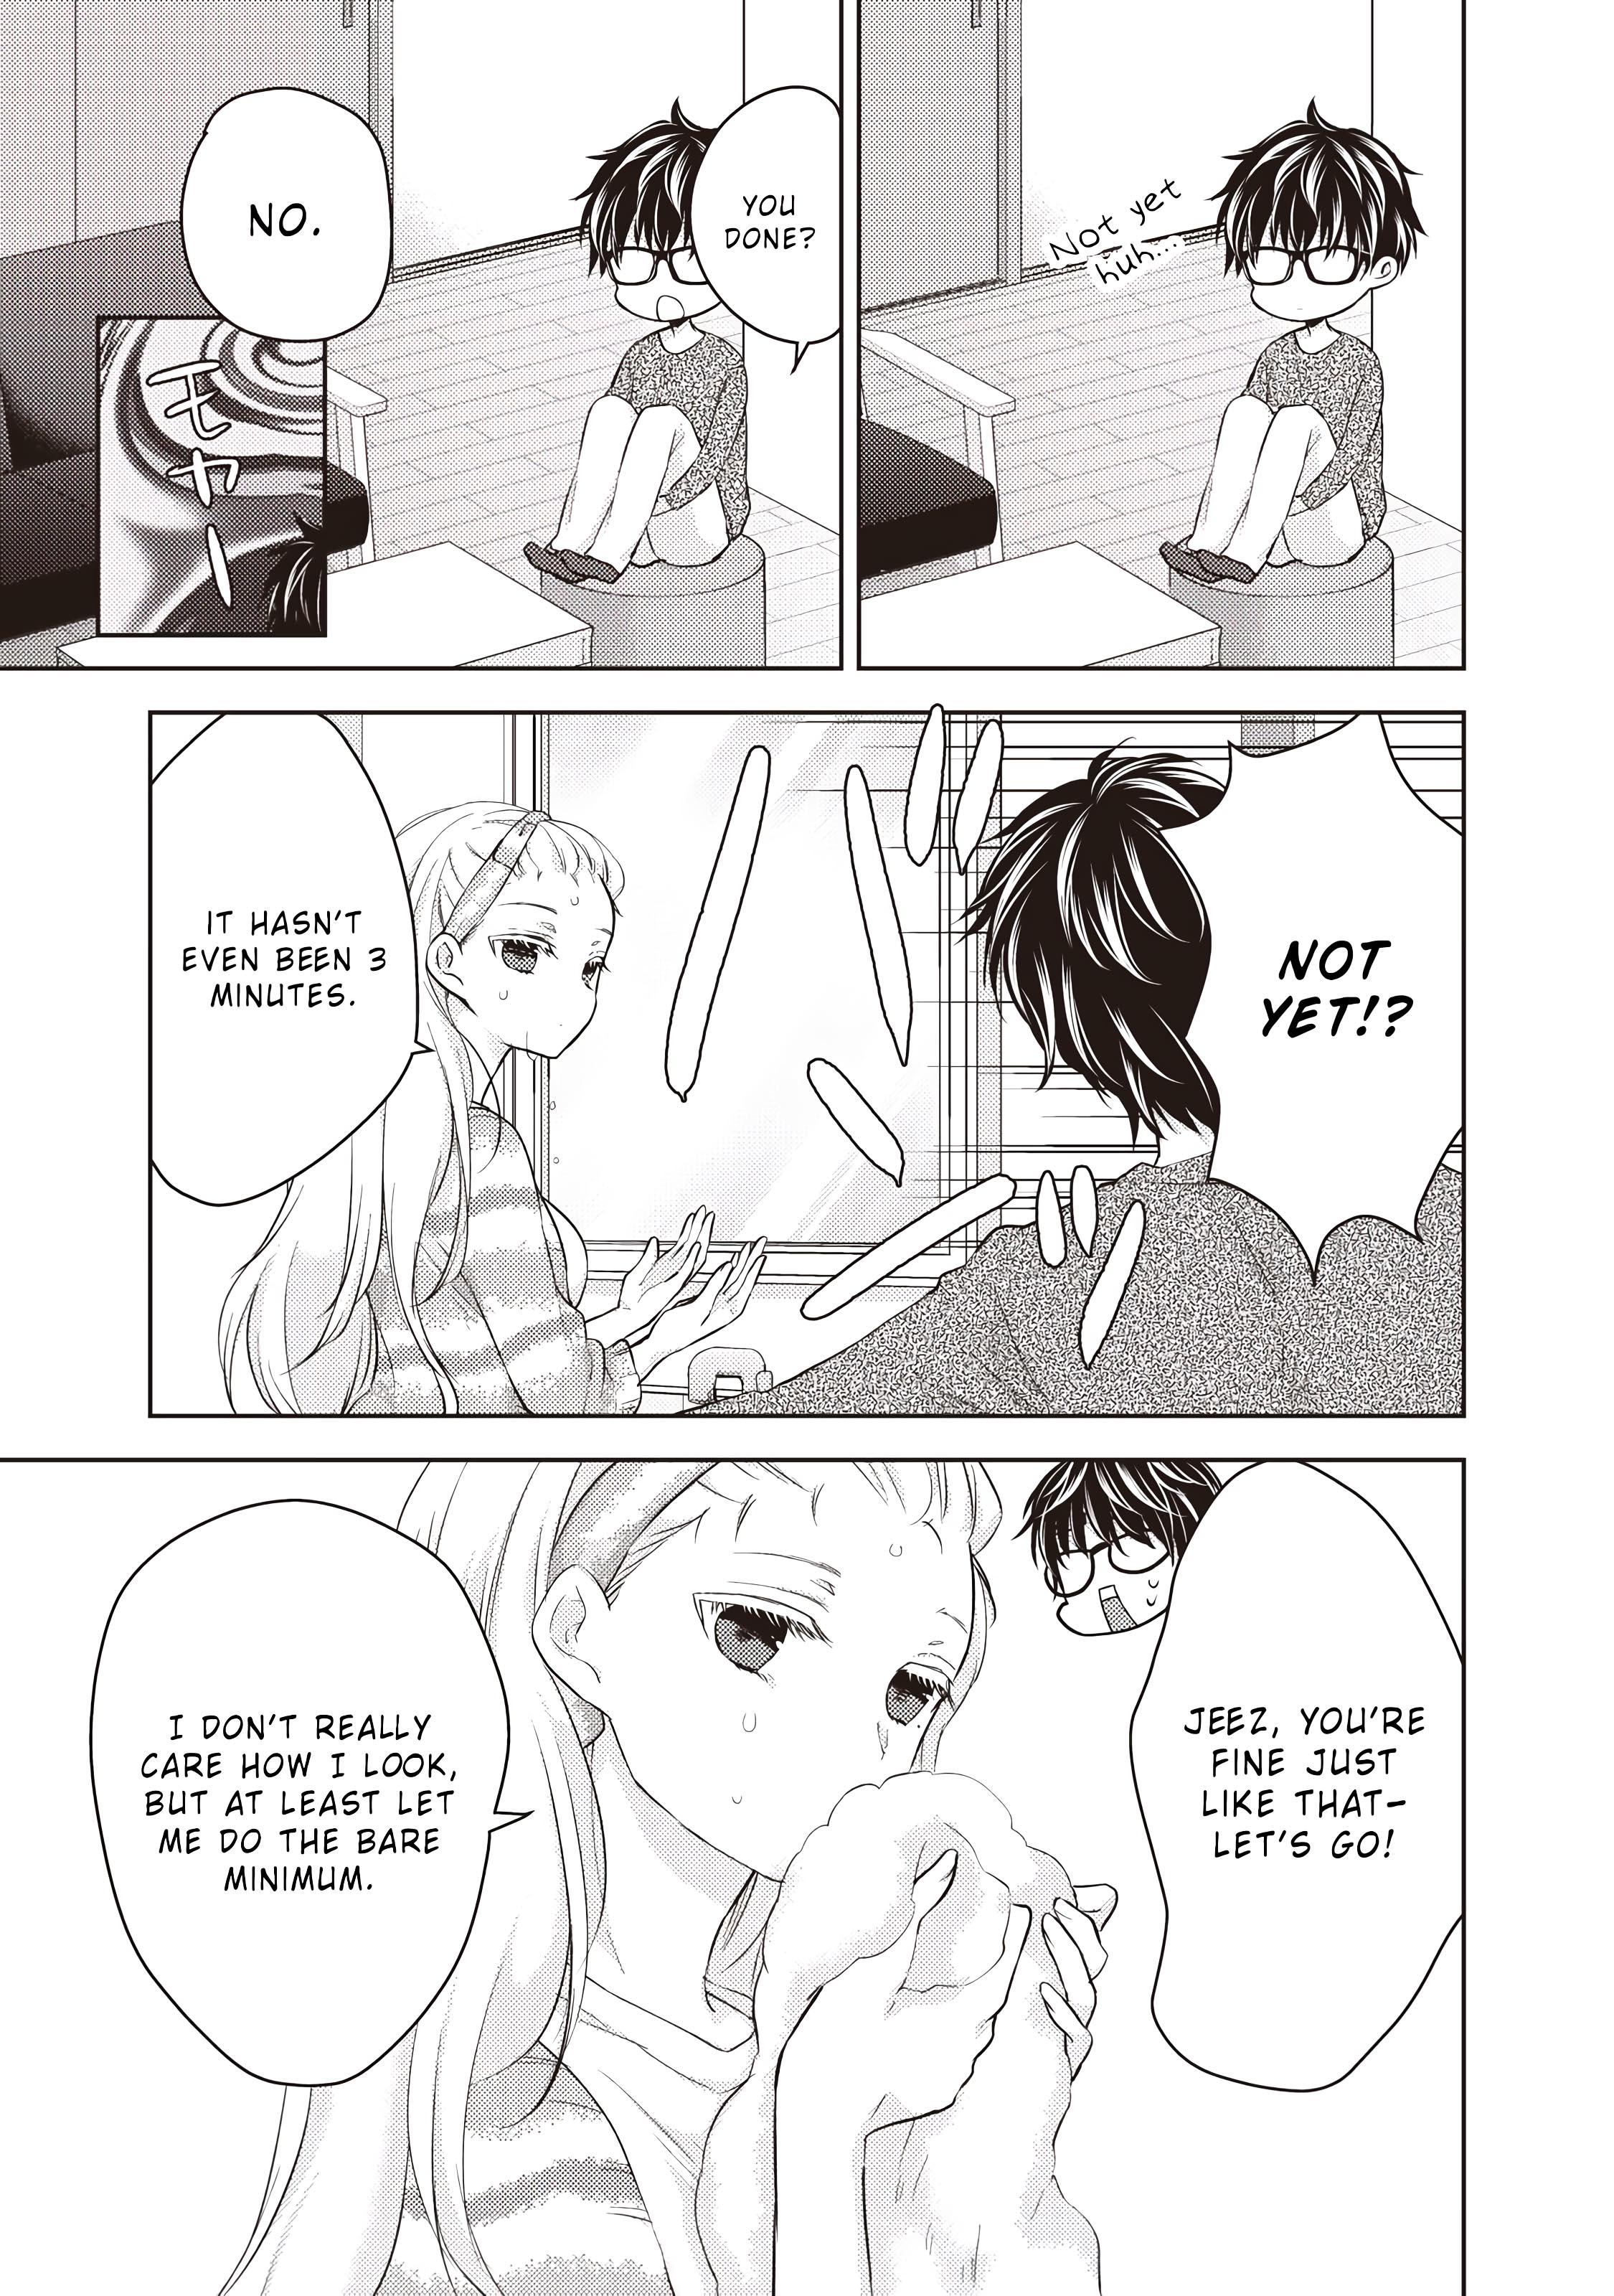 Not yet
huh...
YOU
DONE?
NO.
モヤー
NOT
YET!?
IT HASN'T
EVEN BEEN 3
MINUTES.
JEEZ, YOU'RE
FINE JUST
LIKE THAT-
LET'S GO!
I DON'T REALLY
CARE HOW I LOOK,
BUT AT LEAST LET
ME DO THE BARE
MINIMUM.